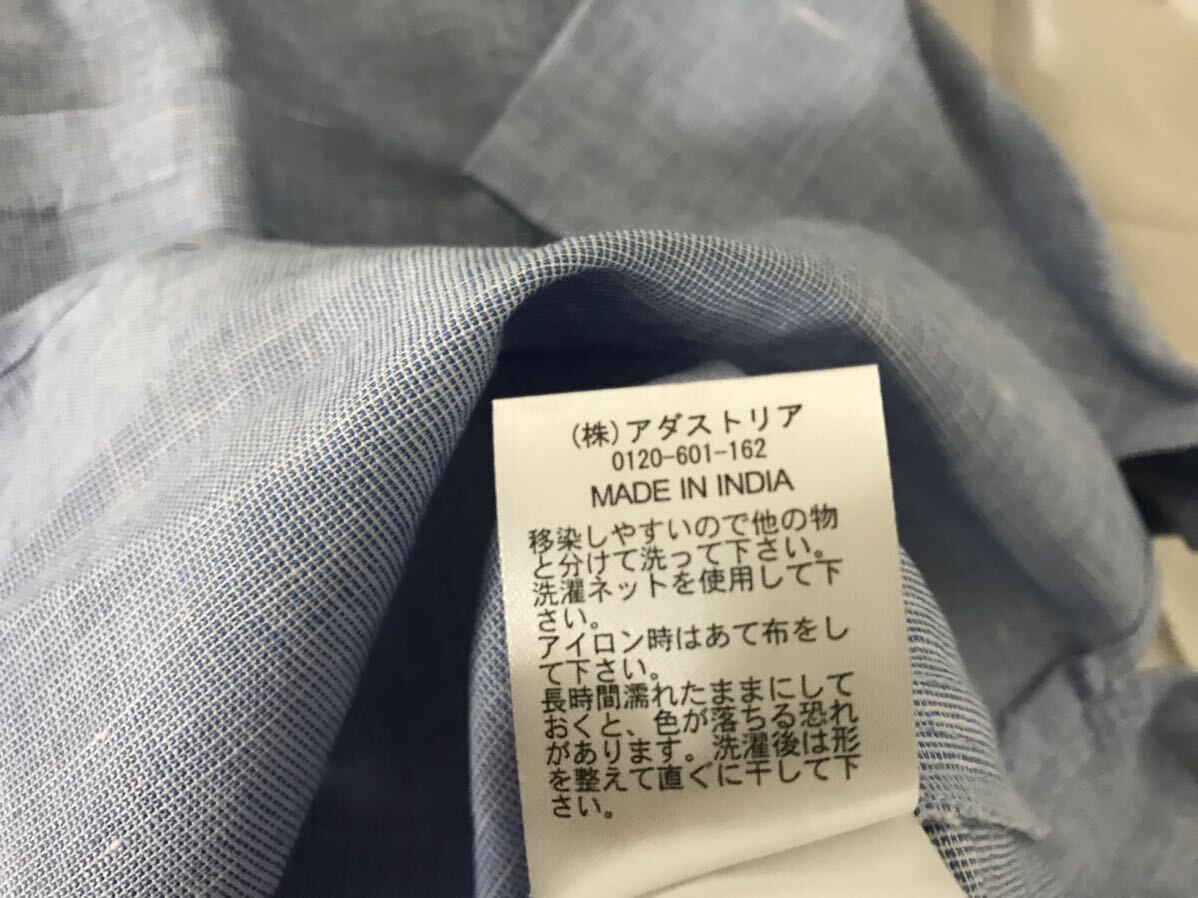 (株)アダストリア
0120-601-162
MADE IN INDIA
移染しやすいので他の物
と分けて洗って下さい。
洗濯ネットを使用して下
さい。
アイロン時はあて布をし
て下さい。
長時間濡れたままにして
おくと、色が落ちる恐れ
があります。洗濯後は形
を整えて直ぐに干して下
さい。